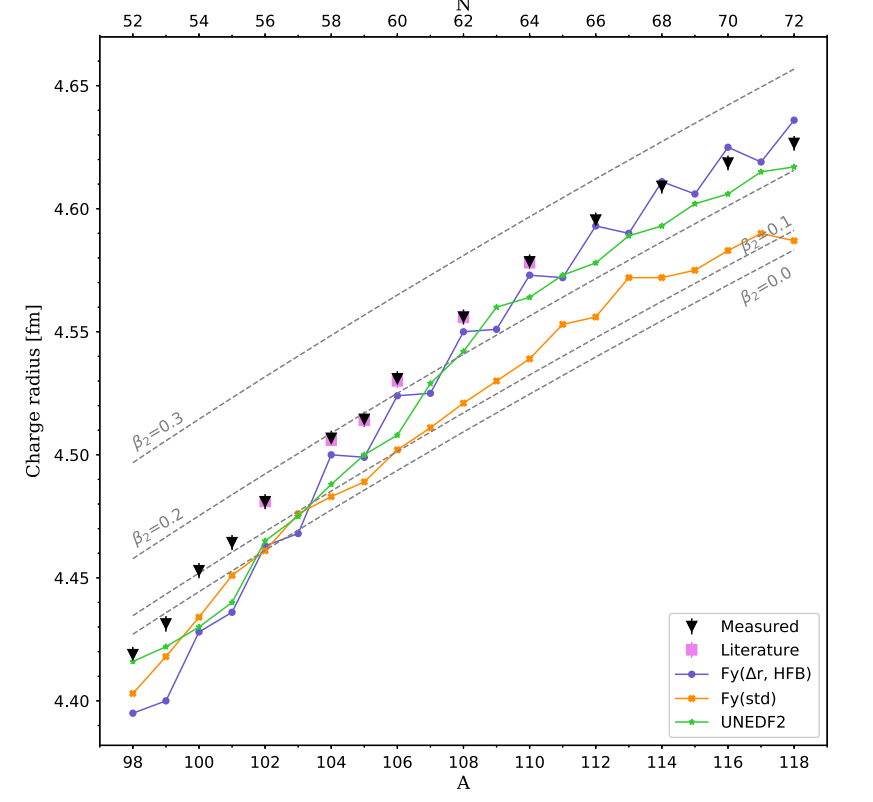 N
52 54 56 58 60 62 64 66 68 70 72
4.65
4.60
4.55
4.50
4.45
4.40
Charge radius [fm]
β₂=0.3
β₂=0.2
β₂=0.1
β₂=0.0
Measured
Literature
Fy(Δr, HFB)
Fy(std)
UNEDF2
98 100 102 104 106 108 110 112 114 116 118
A